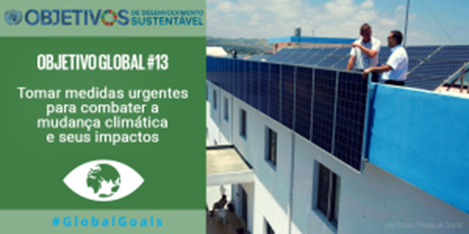 OBJETIVOS DE DESENVOLVIMENTO SUSTENTÁVEL
OBJETIVO GLOBAL #13
Tomar medidas urgentes
para combater a
mudança climática
e seus impactos
#GlobalGoals